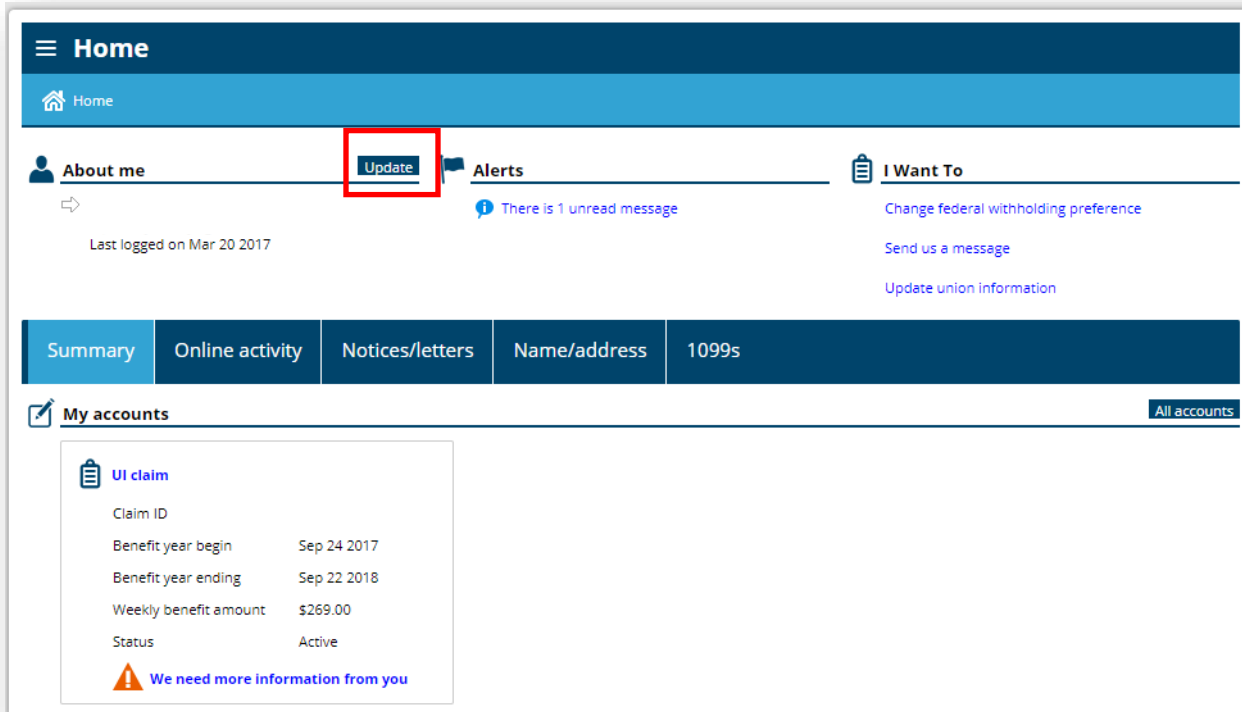 Home
Home
About me
Update
Last logged on Mar 20 2017
Alerts
There is 1 unread message
I Want To
Change federal withholding preference
Send us a message
Update union information
Summary Online activity Notices/letters Name/address 1099s
My accounts
All accounts
UI claim
Claim ID
Benefit year begin Sep 24 2017
Benefit year ending Sep 22 2018
Weekly benefit amount $269.00
Status Active
We need more information from you